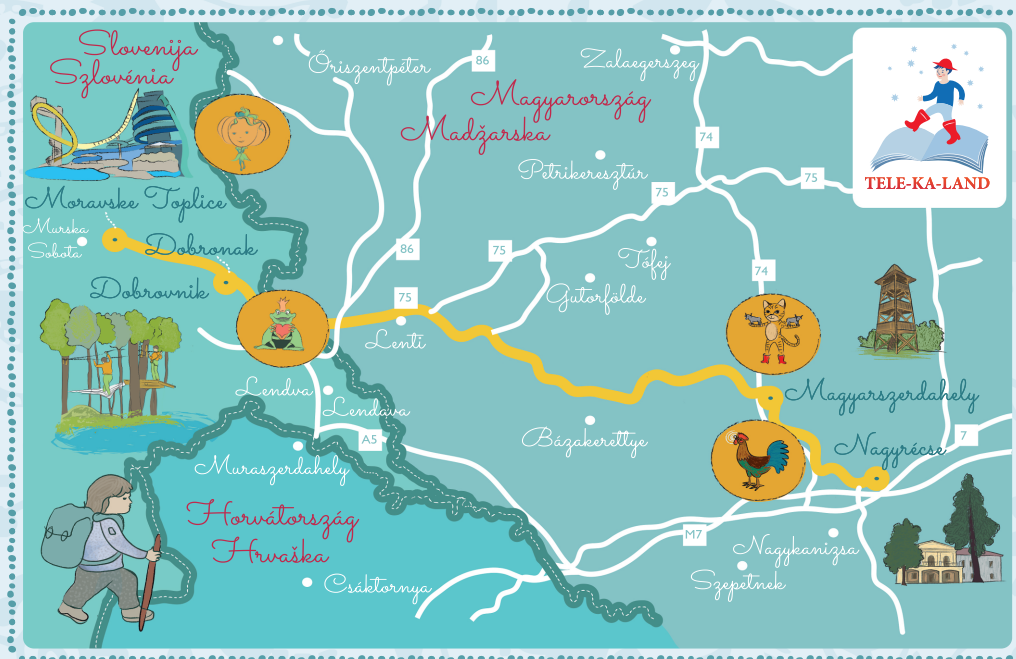 Slovenija
Szlovénia
Őriszentpéter
86
Zalaegerszeg
Magyarország
Madžarska
74
TELE-KA-LAND
Petrikeresztúr
75
75
Moravske Toplice
Murska
Sobota
Dobronak
86
75
Tófej
74
Dobrovnik
75
Gutorfölde
Lenti
Lendva
Lendava
Magyarszerdahely
A5
Bázakerettye
7
Nagyrécse
Muraszerdahely
Horvátország
Hrvaška
M7
Nagykanizsa
Szepetnek
Csáktornya